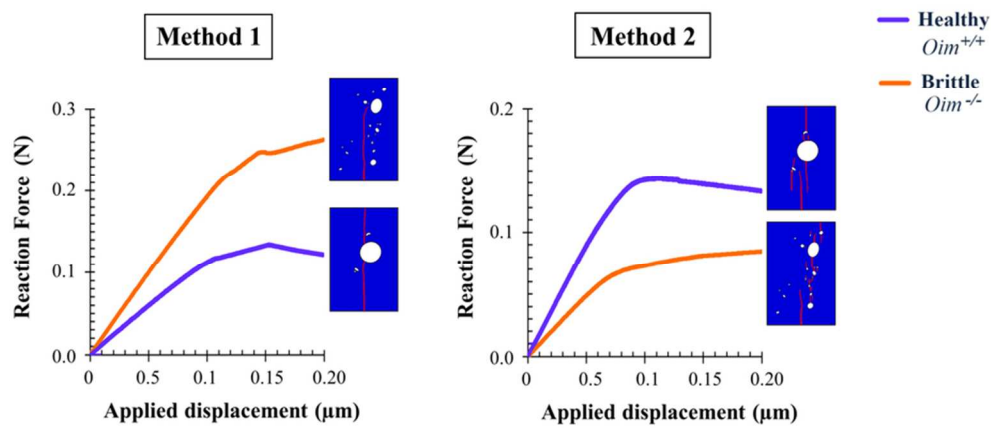 Method 1
Method 2
Healthy
Oim+/+
Brittle
Oim-/-
Reaction Force (N)
0.3
0.2
0.1
0.0
0
0.5
0.1
0.15
0.20
Applied displacement (μm)
Reaction Force (N)
0.2
0.1
0.0
0
0.5
0.1
0.15
0.20
Applied displacement (μm)